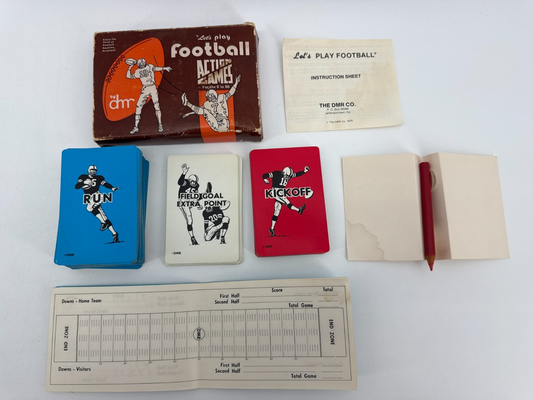 "Let's play
football
ACTION
GAMES
by
dmr
Let's PLAY FOOTBALL"
INSTRUCTION SHEET
THE DMR CO.
RUN
FIELD GOAL
EXTRA POINT
KICKOFF
Downs - Home Team
Score
Total
First Half
Second Half
Total Game
END ZONE
END ZONE
Downs - Visitors
First Half
Second Half
Total Game